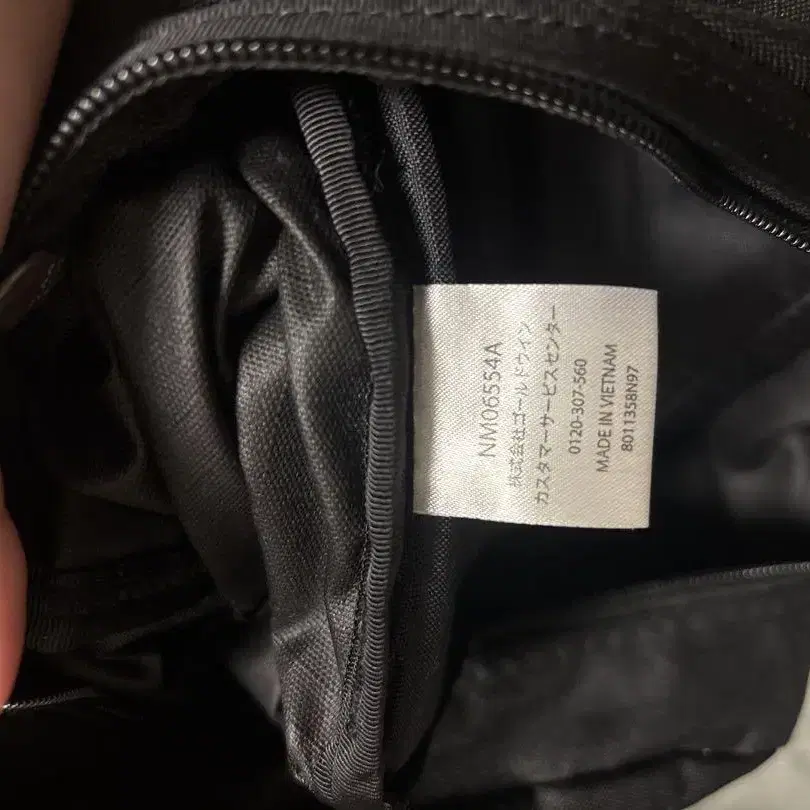 NM06554A
株式会社ゴールドウイン
カスタマーサービスセンター
0120-307-560
MADE IN VIETNAM
8011358N97